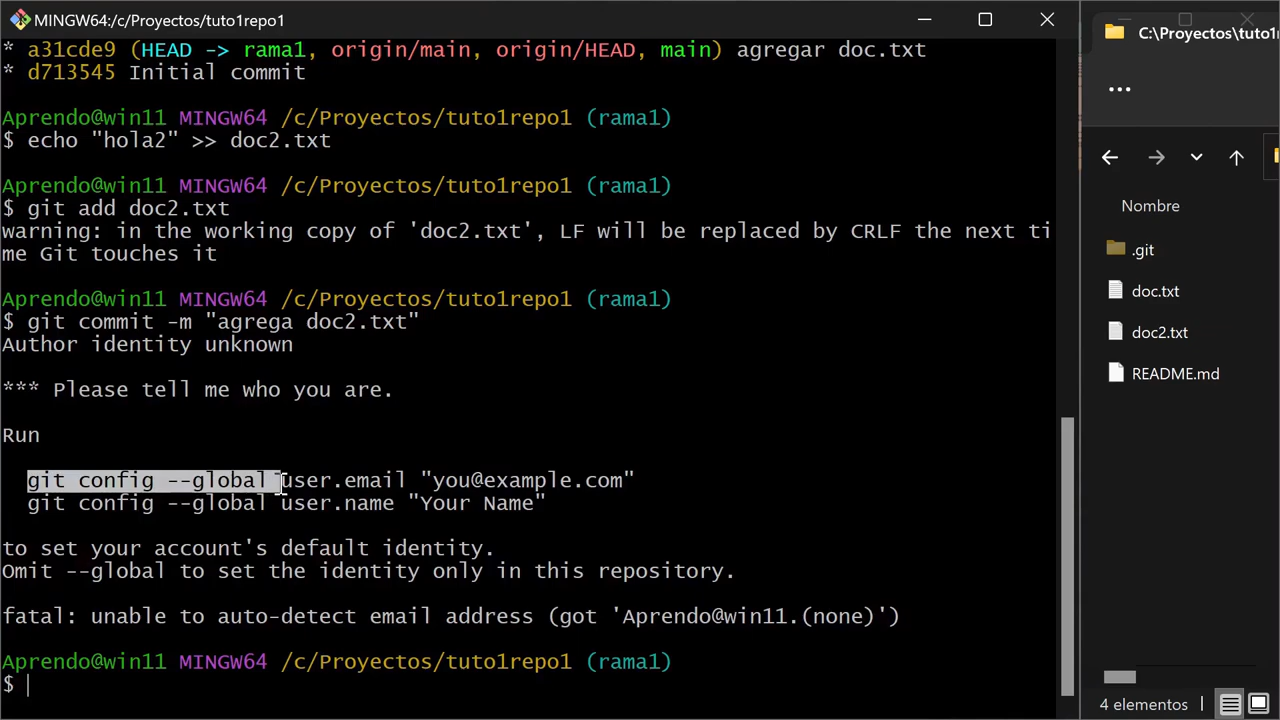 MINGW64:/c/Proyectos/tuto1repo1
* a31cde9 (HEAD -> rama1, origin/main, origin/HEAD, main) agregar doc.txt
* d713545 Initial commit
Aprendo@win11 MINGW64 /c/Proyectos/tuto1repo1 (rama1)
$ echo "hola2" >> doc2.txt
Aprendo@win11 MINGW64 /c/Proyectos/tuto1repo1 (rama1)
$ git add doc2.txt
warning: in the working copy of 'doc2.txt', LF will be replaced by CRLF the next ti
me Git touches it
Aprendo@win11 MINGW64 /c/Proyectos/tuto1repo1 (rama1)
$ git commit -m "agrega doc2.txt"
Author identity unknown
*** Please tell me who you are.
Run
git config --global user.email "you@example.com"
git config --global user.name "Your Name"
to set your account's default identity.
Omit --global to set the identity only in this repository.
fatal: unable to auto-detect email address (got 'Aprendo@win11.(none)')
Aprendo@win11 MINGW64 /c/Proyectos/tuto1repo1 (rama1)
$
C:\Proyectos\tuto1r
...
Nombre
.git
doc.txt
doc2.txt
README.md
4 elementos